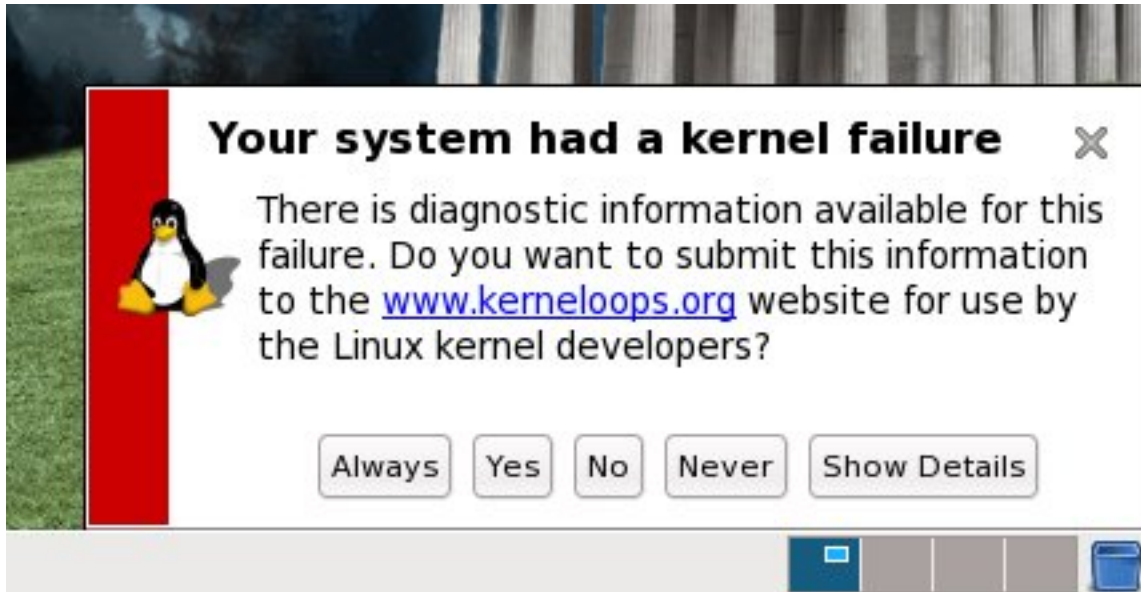 Your system had a kernel failure
There is diagnostic information available for this
failure. Do you want to submit this information
to the www.kerneloops.org website for use by
the Linux kernel developers?
Always Yes No Never Show Details